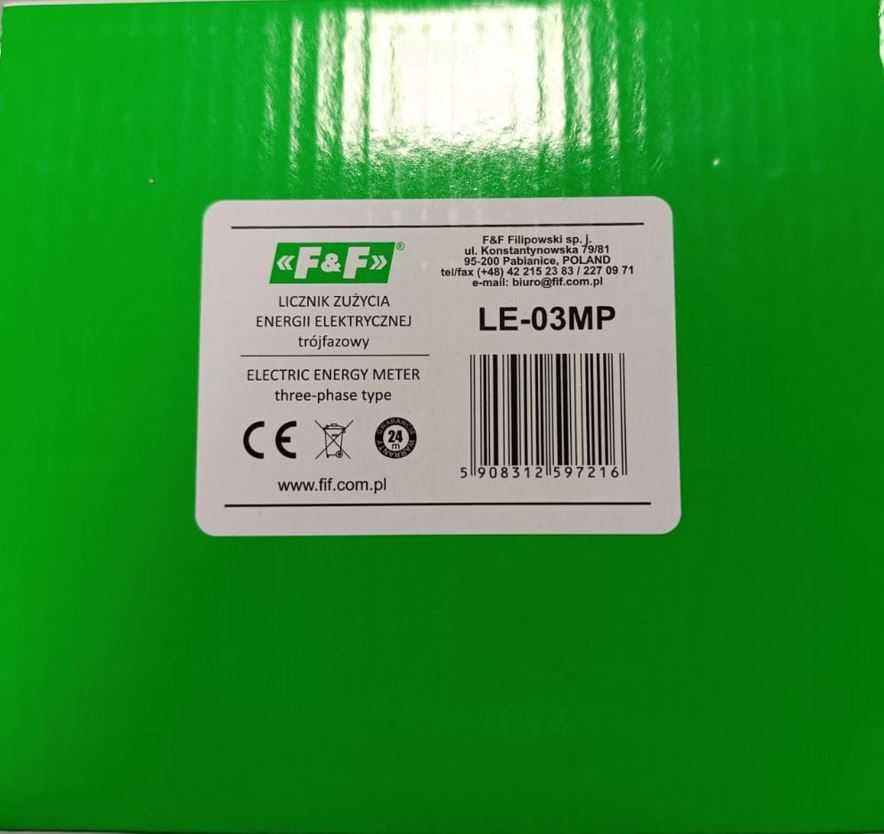 «F&F»®
LICZNIK ZUŻYCIA
ENERGII ELEKTRYCZNEJ
trójfazowy
ELECTRIC ENERGY METER
three-phase type
CE
GWARANCJA
24
m
WARRANTY
www.fif.com.pl
F&F Filipowski sp. j.
ul. Konstantynowska 79/81
95-200 Pabianice, POLAND
tel/fax (+48) 42 215 23 83 / 227 09 71
e-mail: biuro@fif.com.pl
LE-03MP
5 908312 597216